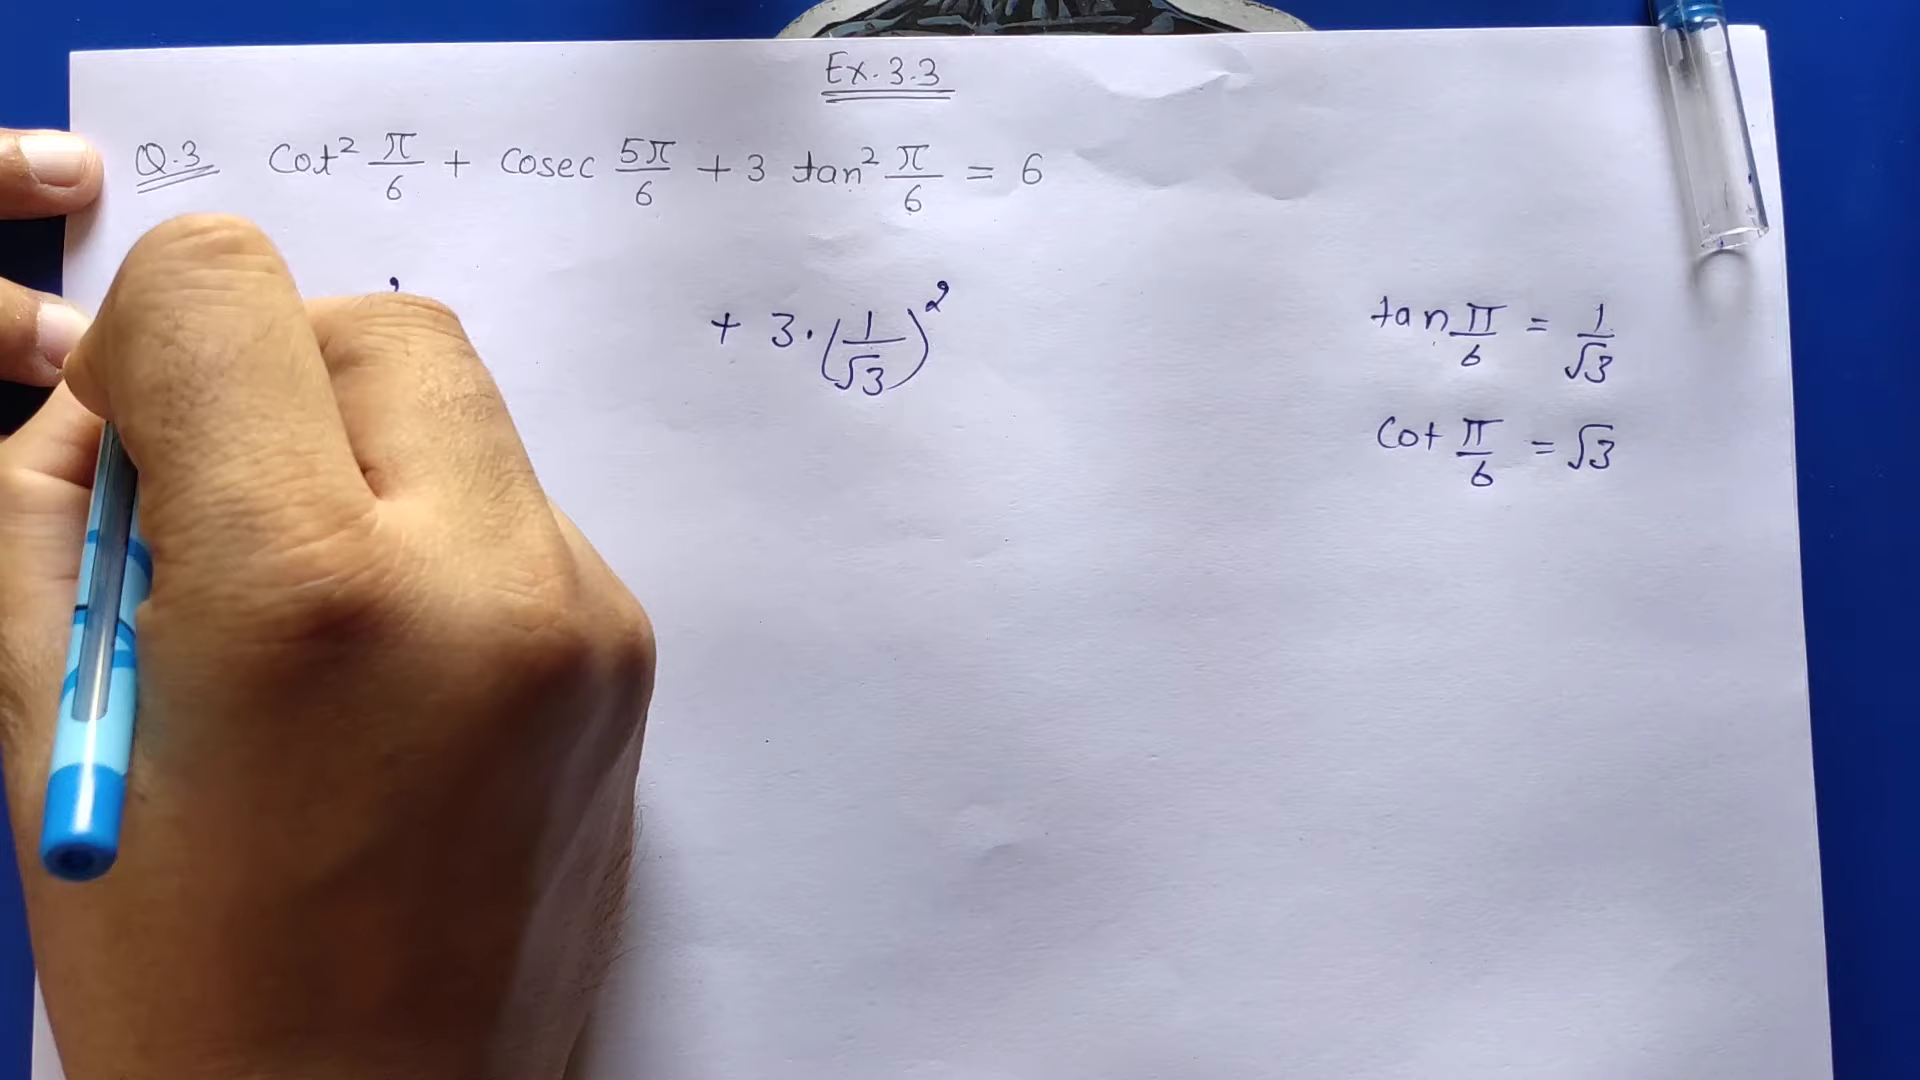 Ex. 3.3
Q.3 Cot² π/6 + Cosec 5π/6 + 3 tan² π/6 = 6
+ 3·(1/√3)²
tan π/6 = 1/√3
Cot π/6 = √3